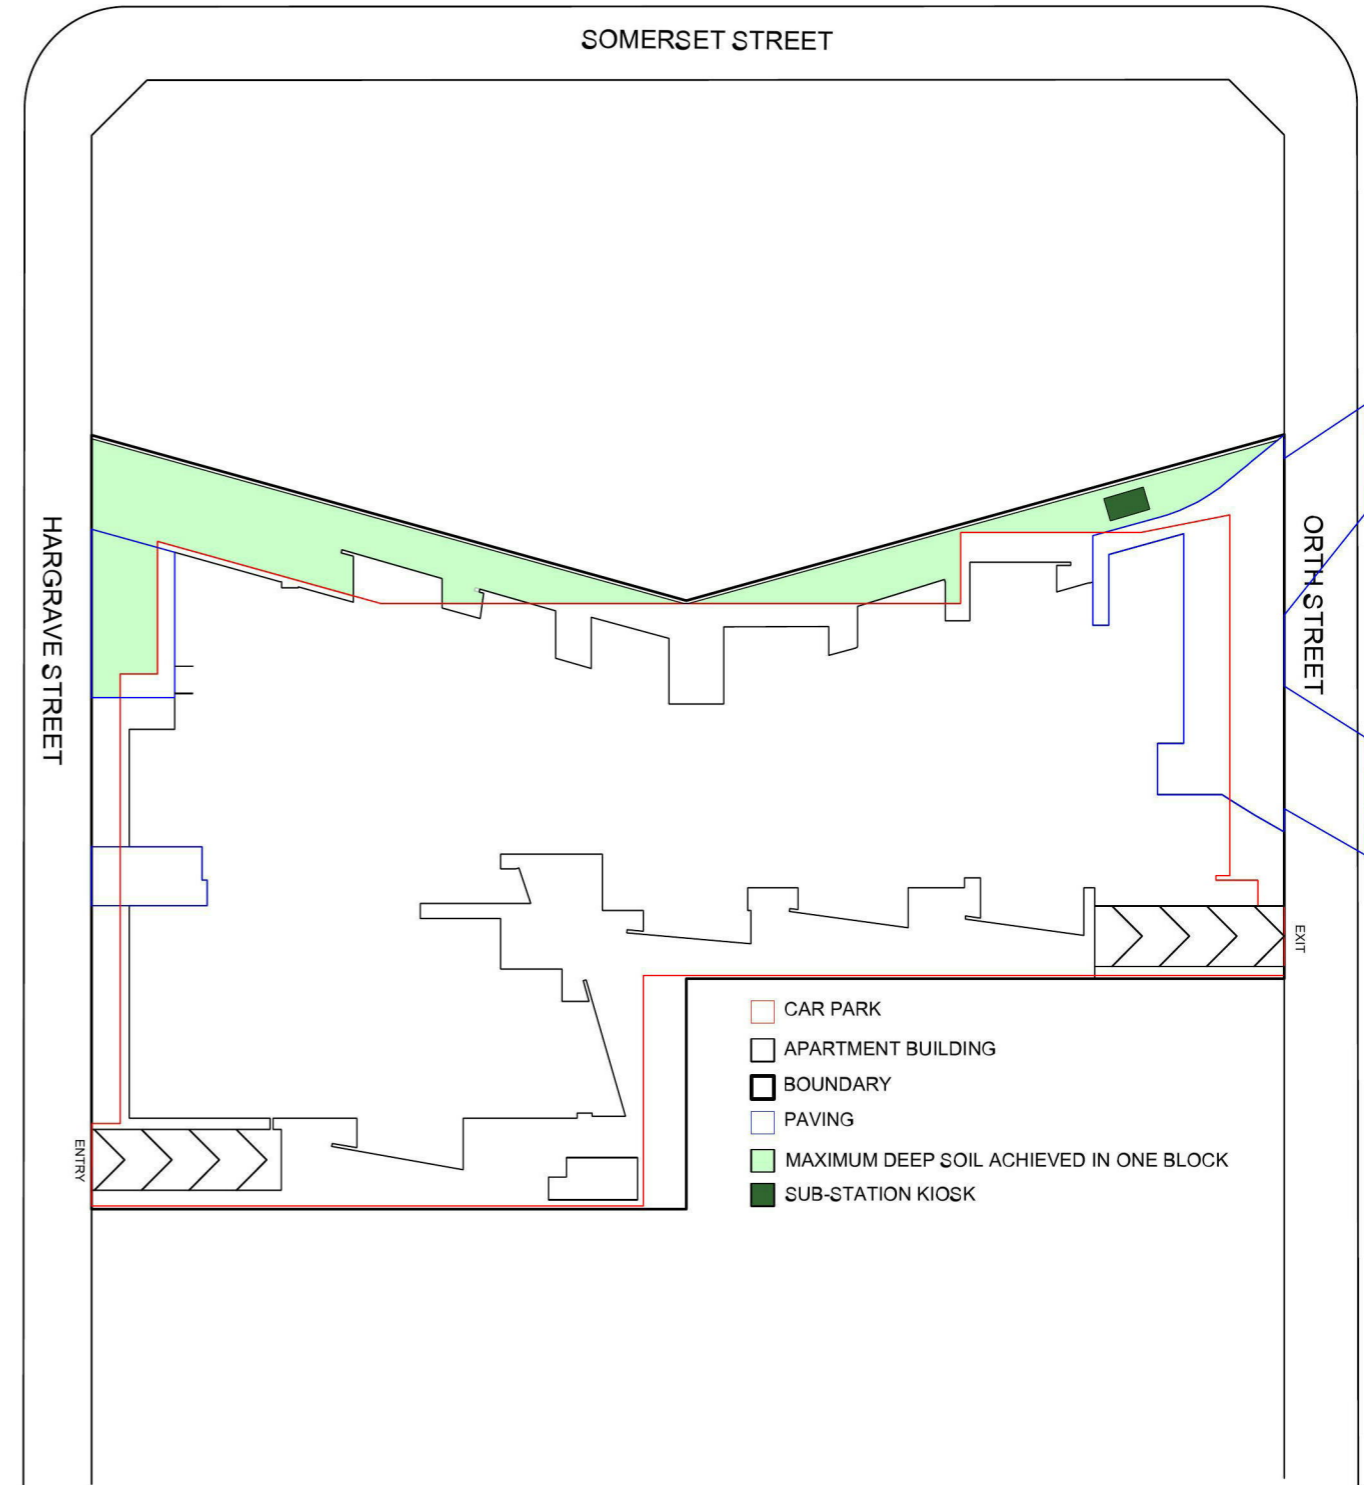 SOMERSET STREET
HARGRAVE STREET
ORTH STREET
EXIT
ENTRY
CAR PARK
APARTMENT BUILDING
BOUNDARY
PAVING
MAXIMUM DEEP SOIL ACHIEVED IN ONE BLOCK
SUB-STATION KIOSK